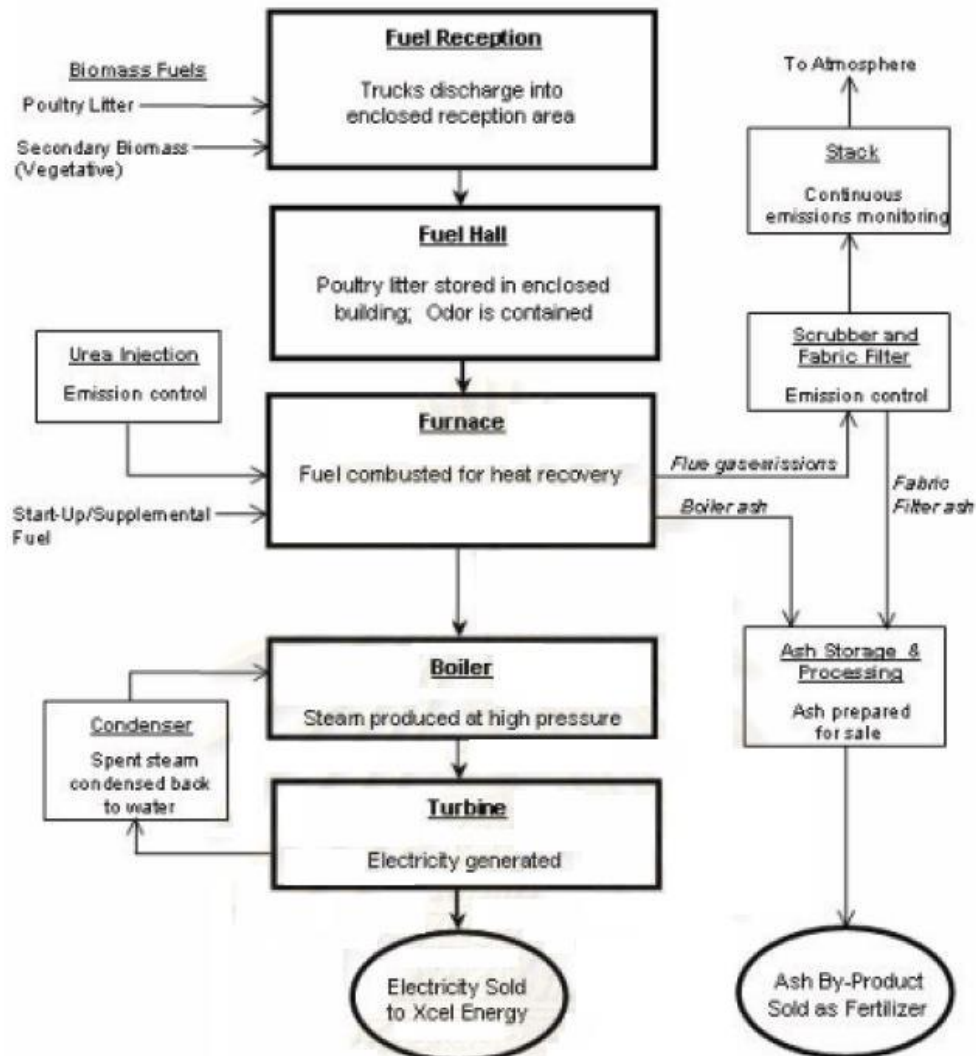 Fuel Reception
Trucks discharge into
enclosed reception area
Biomass Fuels
Poultry Litter
Secondary Biomass
(Vegetative)
To Atmosphere
Stack
Continuous
emissions monitoring
Fuel Hall
Poultry litter stored in enclosed
building; Odor is contained
Urea Injection
Emission control
Scrubber and
Fabric Filter
Emission control
Furnace
Fuel combusted for heat recovery
Start-Up/Supplemental
Fuel
Flue gasemissions
Boiler ash
Fabric
Filter ash
Boiler
Steam produced at high pressure
Ash Storage &
Processing
Ash prepared
for sale
Condenser
Spent steam
condensed back
to water
Turbine
Electricity generated
Electricity Sold
to Xcel Energy
Ash By-Product
Sold as Fertilizer